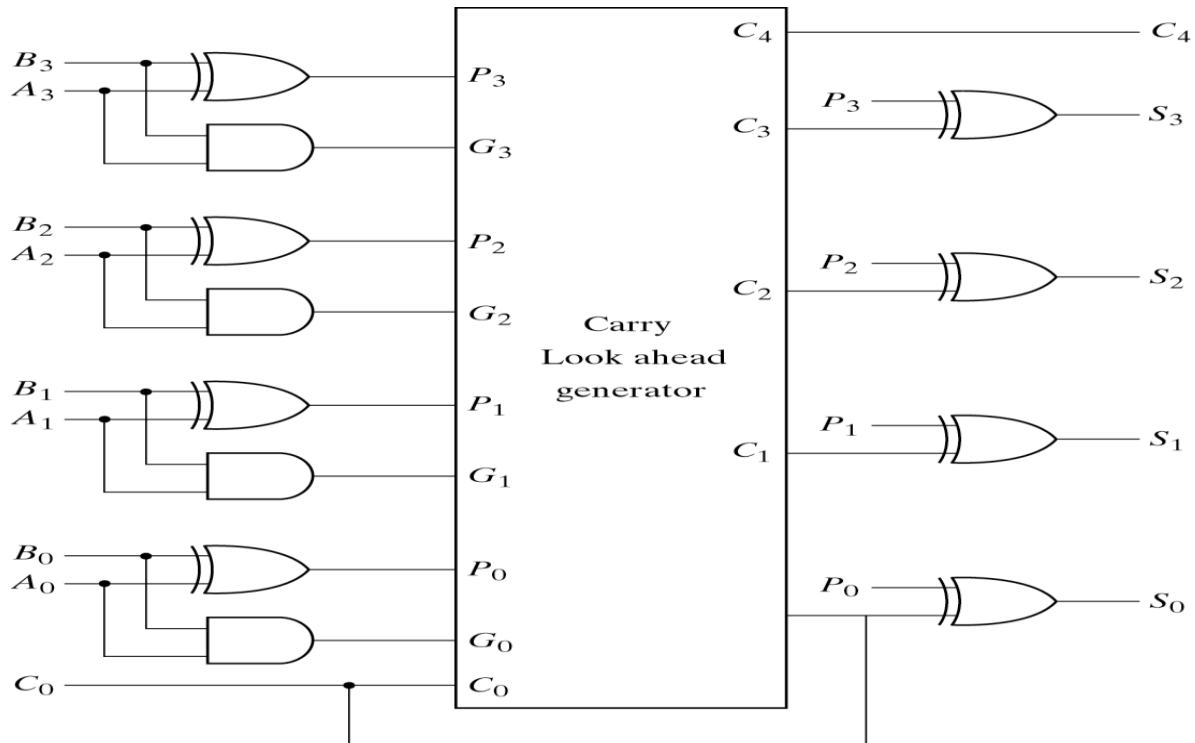 B₃
A₃
P₃
G₃
B₂
A₂
P₂
G₂
B₁
A₁
P₁
G₁
B₀
A₀
P₀
G₀
C₀
C₀
Carry
Look ahead
generator
C₄
C₄
C₃
P₃
S₃
C₂
P₂
S₂
C₁
P₁
S₁
P₀
S₀